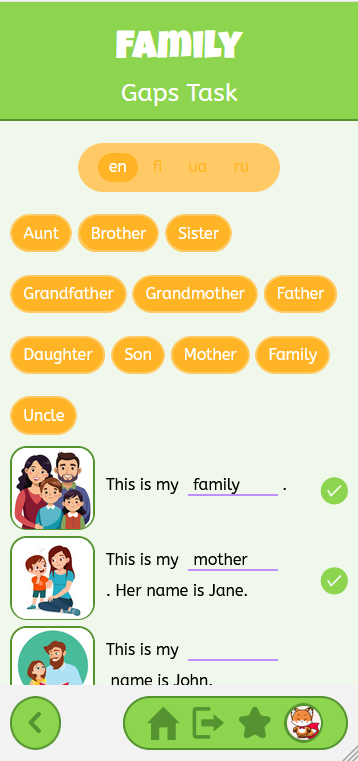 FAMILY
Gaps Task
en fi ua ru
Aunt Brother Sister
Grandfather Grandmother Father
Daughter Son Mother Family
Uncle
This is my family .
This is my mother
. Her name is Jane.
This is my
name is John.